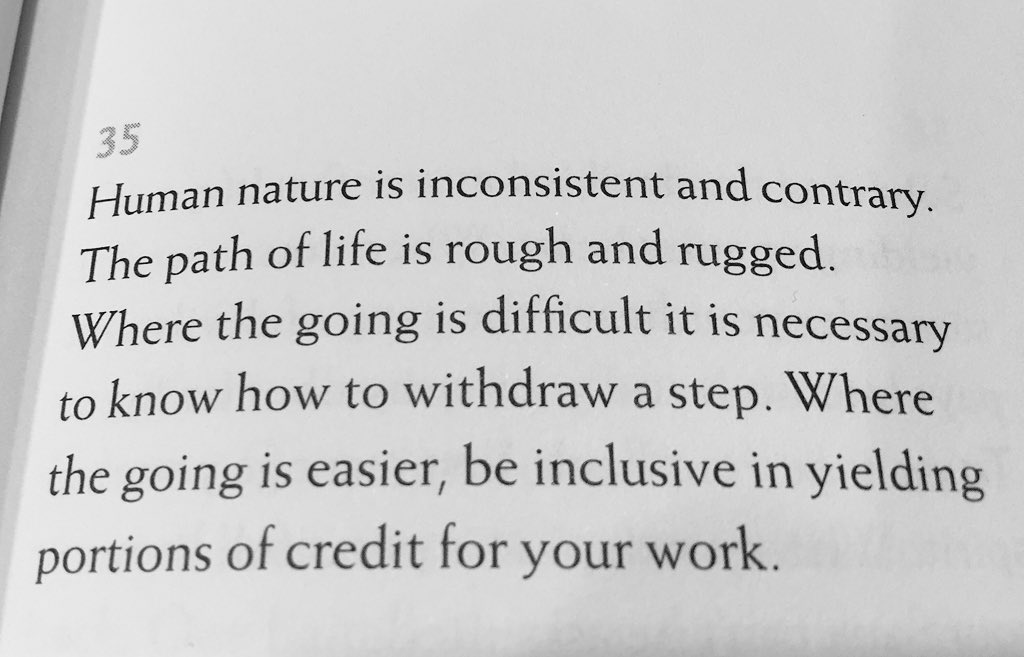 35
Human nature is inconsistent and contrary.
The path of life is rough and rugged.
Where the going is difficult it is necessary
to know how to withdraw a step. Where
the going is easier, be inclusive in yielding
portions of credit for your work.